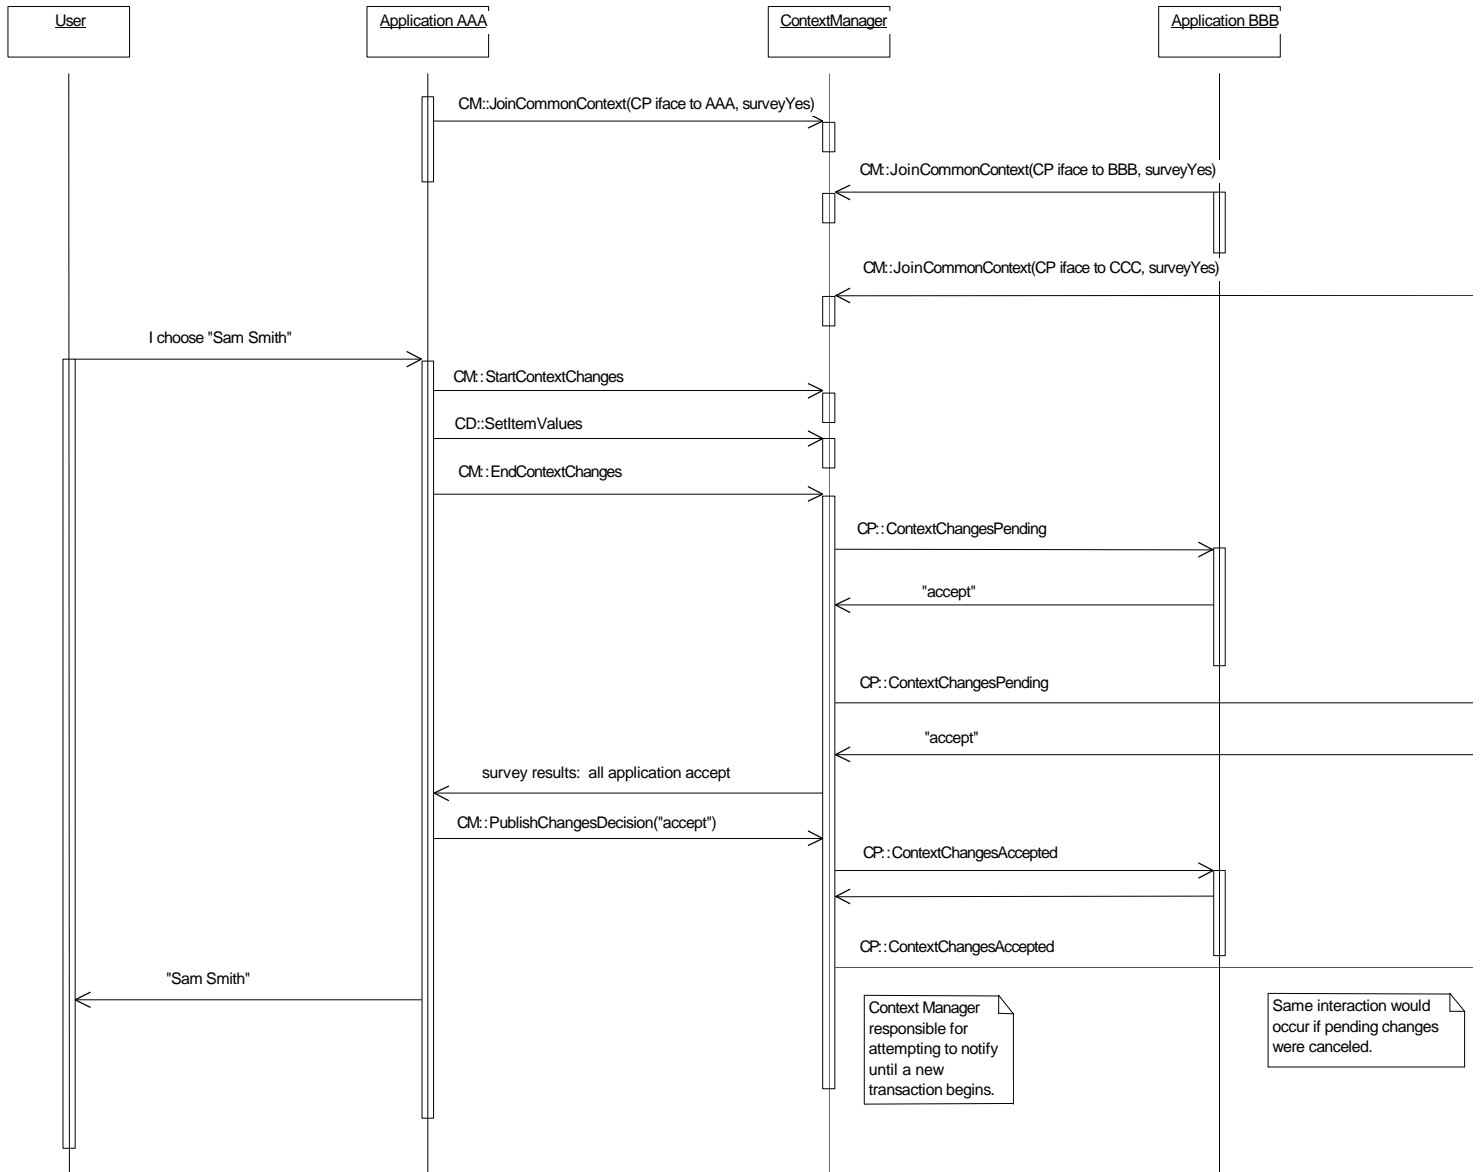 User
Application AAA
ContextManager
Application BBB
CM::JoinCommonContext(CP iface to AAA, surveyYes)
CM::JoinCommonContext(CP iface to BBB, surveyYes)
CM::JoinCommonContext(CP iface to CCC, surveyYes)
I choose "Sam Smith"
CM::StartContextChanges
CD::SetItemValues
CM::EndContextChanges
CP::ContextChangesPending
"accept"
CP::ContextChangesPending
"accept"
survey results: all application accept
CM::PublishChangesDecision("accept")
CP::ContextChangesAccepted
CP::ContextChangesAccepted
"Sam Smith"
Context Manager
responsible for
attempting to notify
until a new
transaction begins.
Same interaction would
occur if pending changes
were canceled.